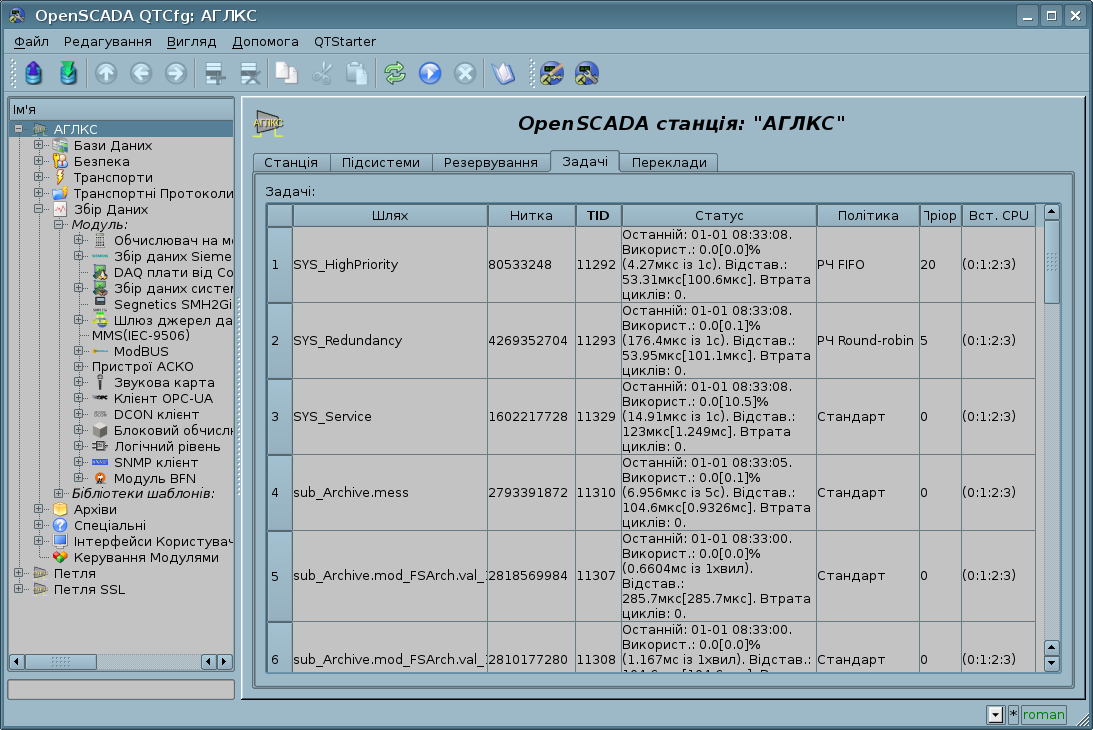 OpenSCADA QTCfg: АГЛКС
Файл Редагування Вигляд Допомога QTStarter
Ім'я
АГЛКС
Бази Даних
Безпека
Транспорти
Транспортні Протоколи
Збір Даних
Модуль:
Обчислювач на м
Збір даних Sieme
DAQ плати від Co
Збір даних систем
Segnetics SMH2Gi
Шлюз джерел да
MMS(IEC-9506)
ModBUS
Пристрої АСКО
Звукова карта
Клієнт OPC-UA
DCON клієнт
Блоковий обчисл
Логічний рівень
SNMP клієнт
Модуль BFN
Бібліотеки шаблонів:
Архіви
Спеціальні
Інтерфейси Користувач
Керування Модулями
Петля
Петля SSL
АГЛКС
OpenSCADA станція: "АГЛКС"
Станція Підсистеми Резервування Задачі Переклади
Задачі:
Шлях Нитка TID Статус Політика Пріор Вст. CPU
1 SYS_HighPriority 80533248 11292
Останній: 01-01 08:33:08.
Використ.: 0.0[0.0]%
(4.27мкс із 1с). Відстав.:
53.31мкс[100.6мкс]. Втрата
циклів: 0.
РЧ FIFO 20 (0:1:2:3)
2 SYS_Redundancy 4269352704 11293
Останній: 01-01 08:33:08.
Використ.: 0.0[0.1]%
(176.4мкс із 1с). Відстав.:
53.95мкс[101.1мкс]. Втрата
циклів: 0.
РЧ Round-robin 5 (0:1:2:3)
3 SYS_Service 1602217728 11329
Останній: 01-01 08:33:08.
Використ.: 0.0[10.5]%
(14.91мкс із 1с). Відстав.:
123мкс[1.249мс]. Втрата
циклів: 0.
Стандарт 0 (0:1:2:3)
4 sub_Archive.mess 2793391872 11310
Останній: 01-01 08:33:05.
Використ.: 0.0[0.1]%
(6.956мкс із 5с). Відстав.:
104.6мкс[0.9326мс]. Втрата
циклів: 0.
Стандарт 0 (0:1:2:3)
5 sub_Archive.mod_FSArch.val_ 2818569984 11307
Останній: 01-01 08:33:00.
Використ.: 0.0[0.0]%
(0.6604мс із 1хвил).
Відстав.:
285.7мкс[285.7мкс]. Втрата
циклів: 0.
Стандарт 0 (0:1:2:3)
6 sub_Archive.mod_FSArch.val_ 2810177280 11308
Останній: 01-01 08:33:00.
Використ.: 0.0[0.0]%
(1.167мс із 1хвил). Відстав.:
Стандарт 0 (0:1:2:3)
* roman